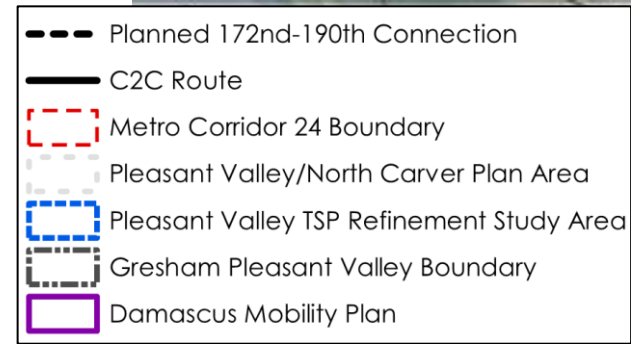 Planned 172nd-190th Connection
C2C Route
Metro Corridor 24 Boundary
Pleasant Valley/North Carver Plan Area
Pleasant Valley TSP Refinement Study Area
Gresham Pleasant Valley Boundary
Damascus Mobility Plan